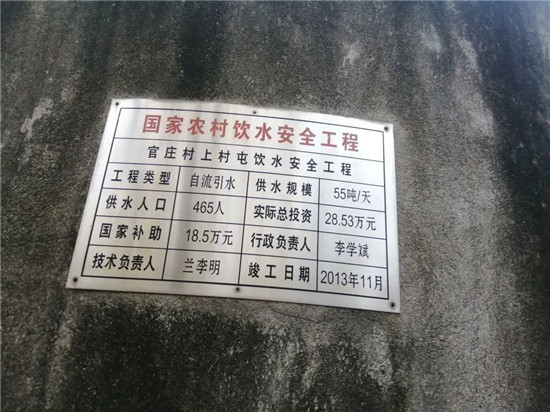 国家农村饮水安全工程
官庄村上村屯饮水安全工程
工程类型 自流引水 供水规模 55吨/天
供水人口 465人 实际总投资 28.53万元
国家补助 18.5万元 行政负责人 李学斌
技术负责人 兰李明 竣工日期 2013年11月